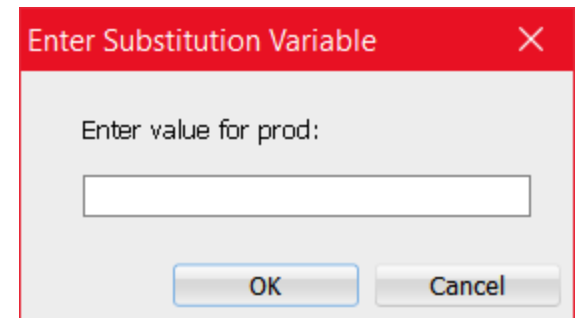 Enter Substitution Variable
Enter value for prod:
OK Cancel